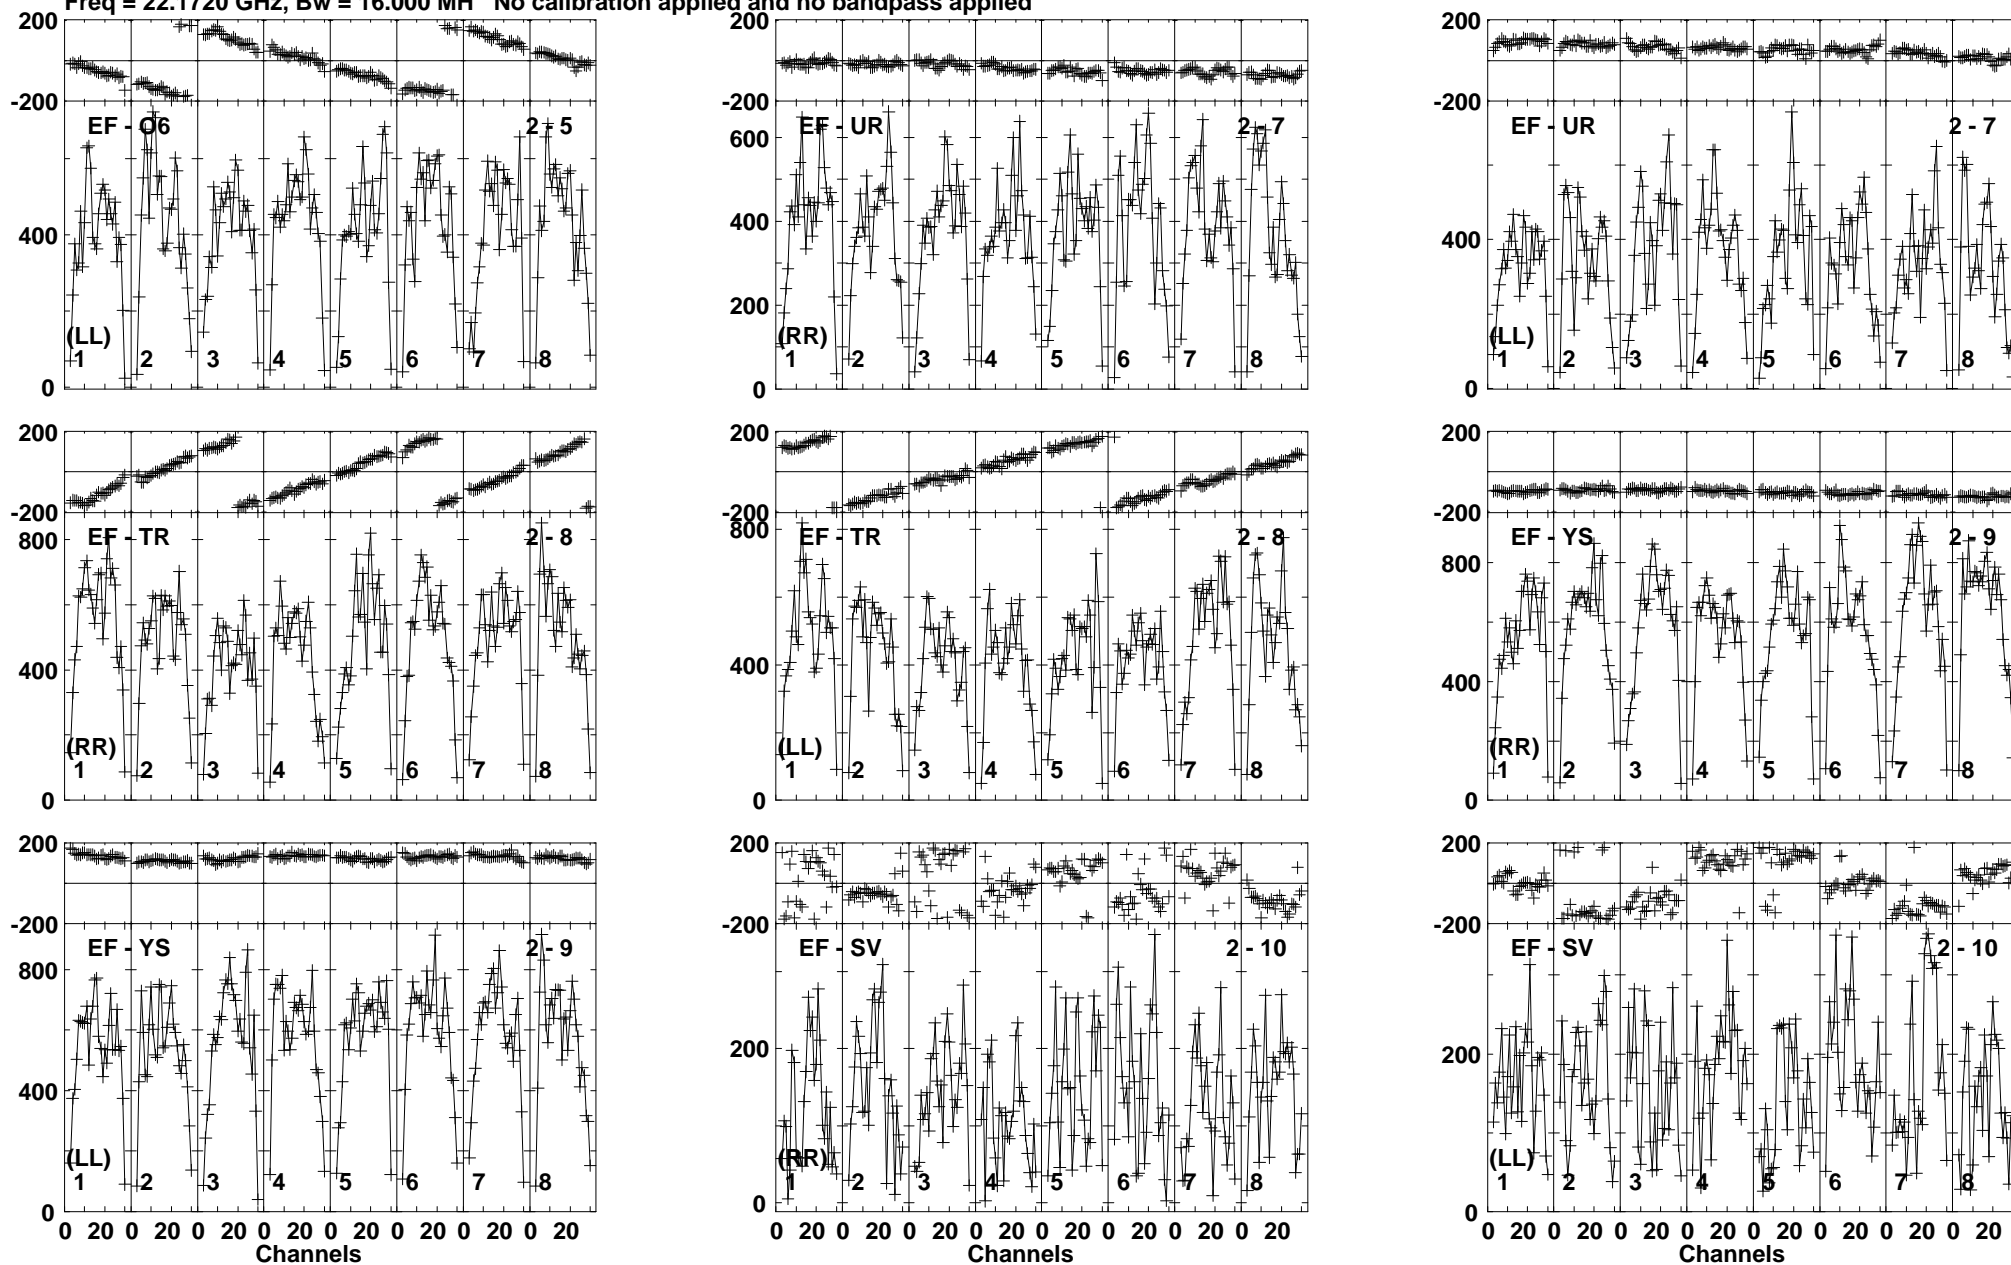 Freq = 22.1720 GHz, Bw = 16.000 MH No calibration applied and no bandpass applied
200 200 200
-200 -200 -200
EF - O6 2 - 5 EF - UR 2 - 7 EF - UR 2 - 7
600
400 400 400
200
(LL) (RR) (LL)
1 2 3 4 5 6 7 8 1 2 3 4 5 6 7 8 1 2 3 4 5 6 7 8
0 0 0
200 200 200
-200 -200 -200
EF - TR 2 - 8 EF - TR 2 - 8 EF - YS 2 - 9
800 800 800
400 400 400
(RR) (LL) (RR)
1 2 3 4 5 6 7 8 1 2 3 4 5 6 7 8 1 2 3 4 5 6 7 8
0 0 0
200 200 200
-200 -200 -200
EF - YS 2 - 9 EF - SV 2 - 10 EF - SV 2 - 10
800
400 200 200
(LL) (RR) (LL)
1 2 3 4 5 6 7 8 1 2 3 4 5 6 7 8 1 2 3 4 5 6 7 8
0 0 0
0 20 0 20 0 20 0 20 0 20 0 20 0 20 0 20 0 20 0 20 0 20 0 20 0 20 0 20 0 20 0 20 0 20 0 20 0 20 0 20 0 20 0 20 0 20 0 20
Channels Channels Channels